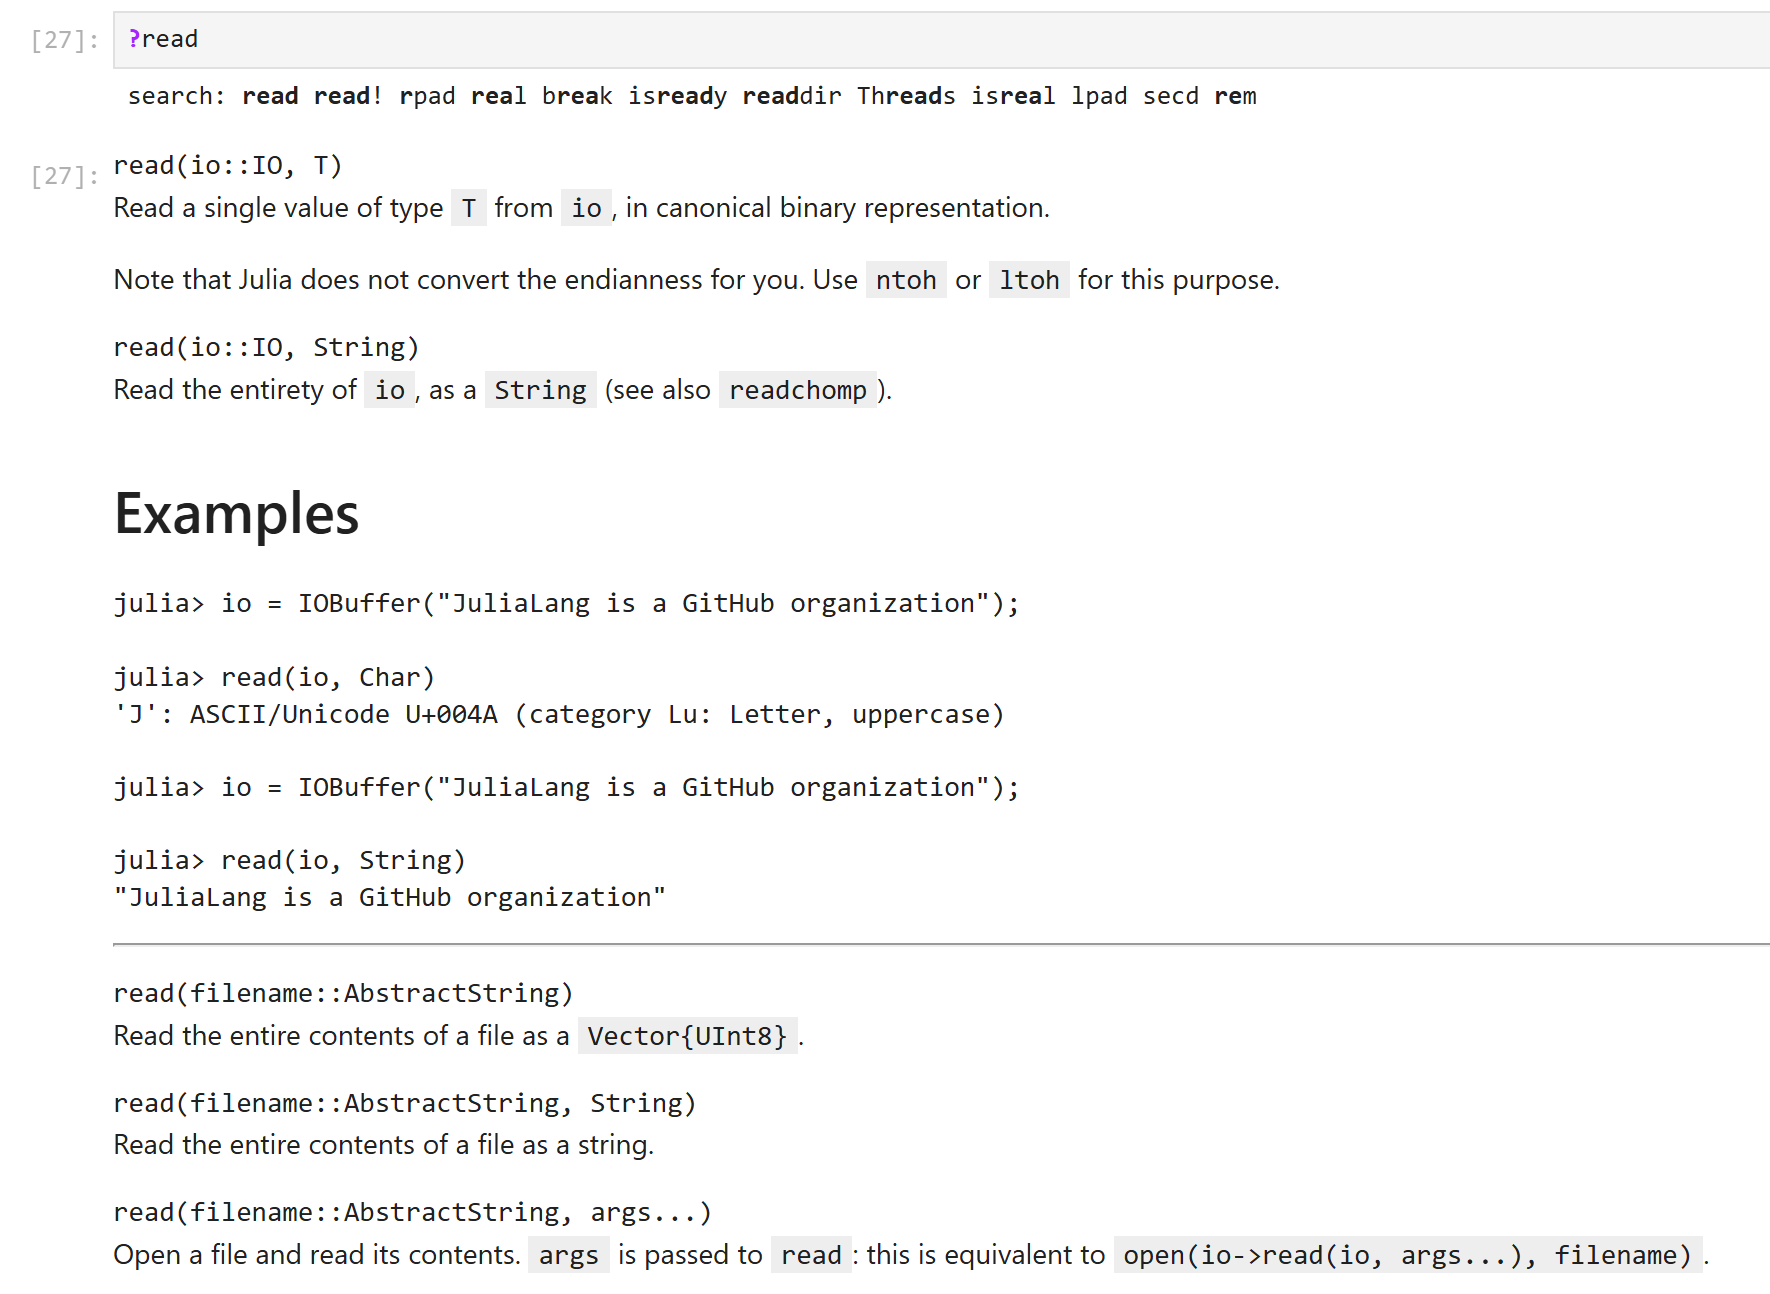 [27]: ?read
search: read read! rpad real break isready readdir Threads isreal lpad secd rem
[27]: read(io::IO, T)
Read a single value of type T from io, in canonical binary representation.
Note that Julia does not convert the endianness for you. Use ntoh or ltoh for this purpose.
read(io::IO, String)
Read the entirety of io, as a String (see also readchomp).
Examples
julia> io = IOBuffer("JuliaLang is a GitHub organization");
julia> read(io, Char)
'J': ASCII/Unicode U+004A (category Lu: Letter, uppercase)
julia> io = IOBuffer("JuliaLang is a GitHub organization");
julia> read(io, String)
"JuliaLang is a GitHub organization"
read(filename::AbstractString)
Read the entire contents of a file as a Vector{UInt8}.
read(filename::AbstractString, String)
Read the entire contents of a file as a string.
read(filename::AbstractString, args...)
Open a file and read its contents. args is passed to read: this is equivalent to open(io->read(io, args...), filename).